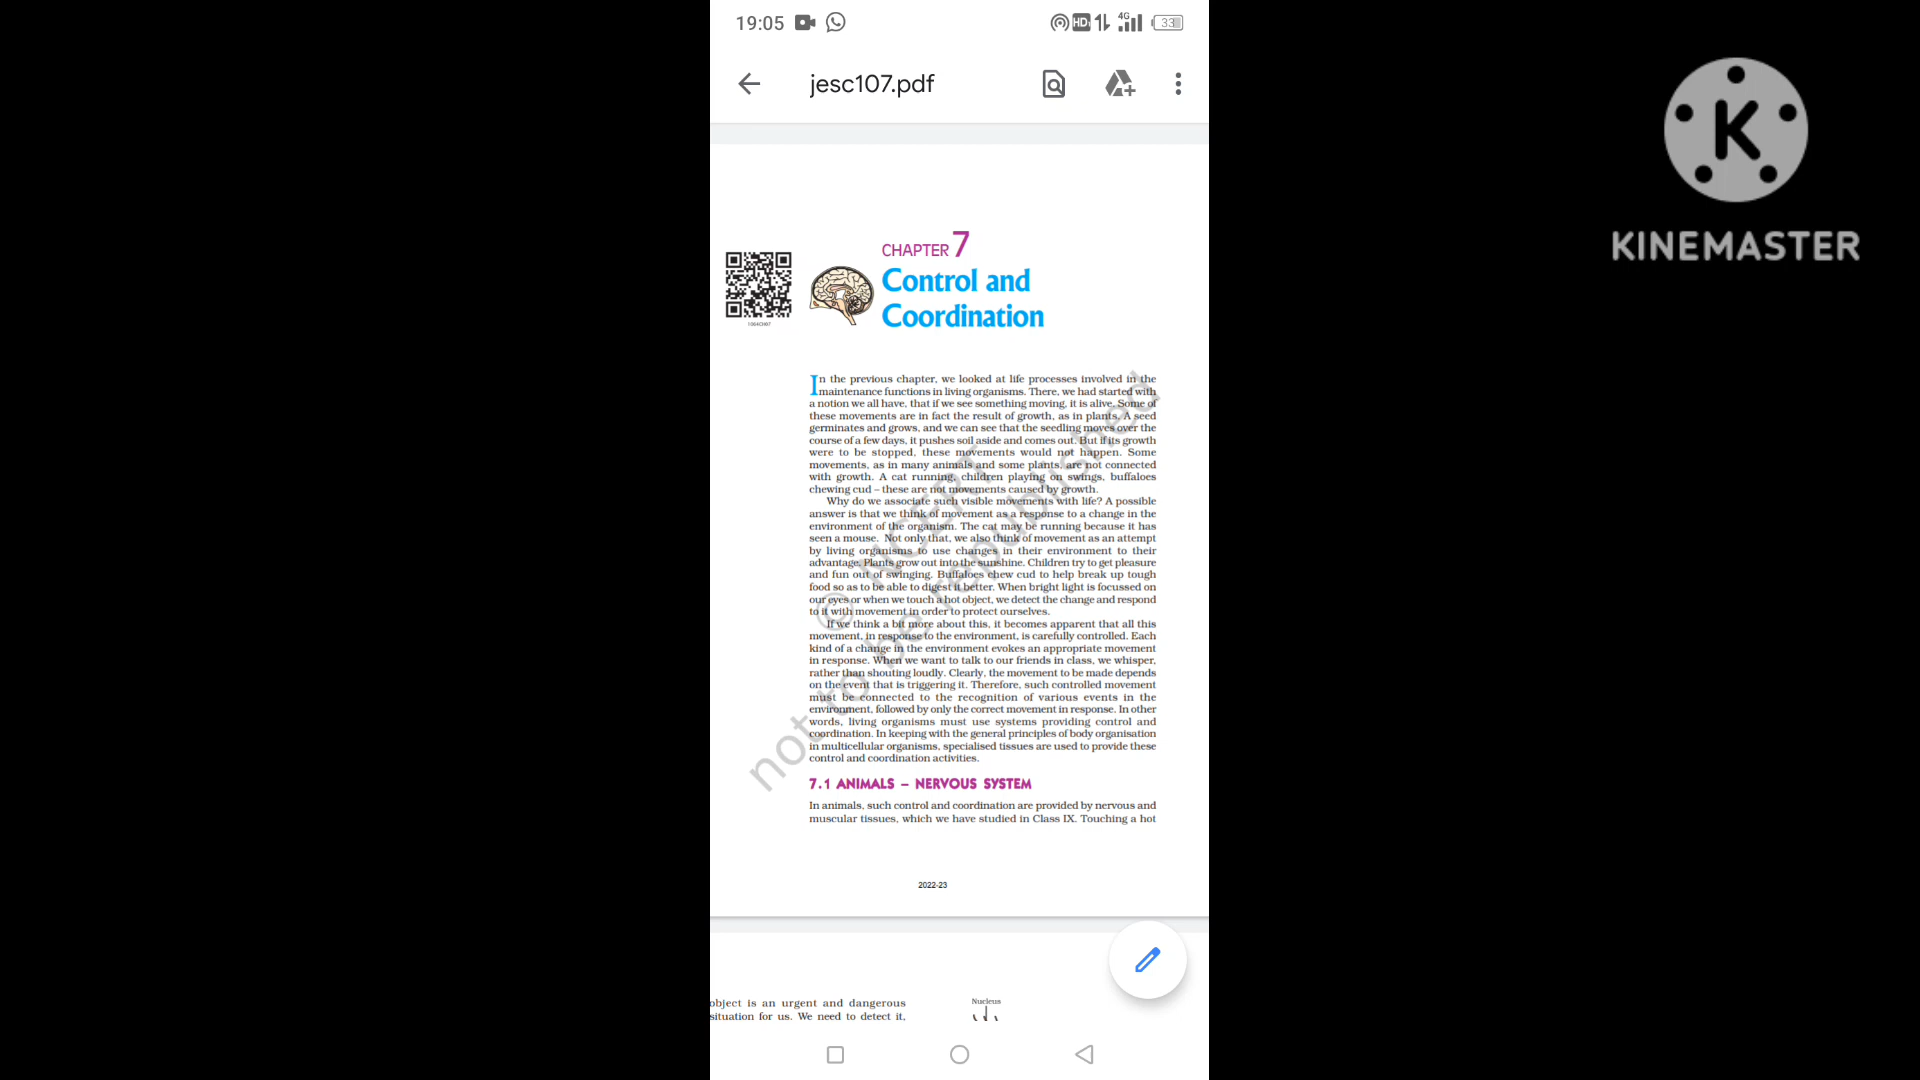 19:05
HD
4G
33
jesc107.pdf
KINEMASTER
CHAPTER 7
Control and
Coordination
1064CH07
In the previous chapter, we looked at life processes involved in the
maintenance functions in living organisms. There, we had started with
a notion we all have, that if we see something moving, it is alive. Some of
these movements are in fact the result of growth, as in plants. A seed
germinates and grows, and we can see that the seedling moves over the
course of a few days, it pushes soil aside and comes out. But if its growth
were to be stopped, these movements would not happen. Some
movements, as in many animals and some plants, are not connected
with growth. A cat running, children playing on swings, buffaloes
chewing cud – these are not movements caused by growth.
Why do we associate such visible movements with life? A possible
answer is that we think of movement as a response to a change in the
environment of the organism. The cat may be running because it has
seen a mouse. Not only that, we also think of movement as an attempt
by living organisms to use changes in their environment to their
advantage. Plants grow out into the sunshine. Children try to get pleasure
and fun out of swinging. Buffaloes chew cud to help break up tough
food so as to be able to digest it better. When bright light is focussed on
our eyes or when we touch a hot object, we detect the change and respond
to it with movement in order to protect ourselves.
If we think a bit more about this, it becomes apparent that all this
movement, in response to the environment, is carefully controlled. Each
kind of a change in the environment evokes an appropriate movement
in response. When we want to talk to our friends in class, we whisper,
rather than shouting loudly. Clearly, the movement to be made depends
on the event that is triggering it. Therefore, such controlled movement
must be connected to the recognition of various events in the
environment, followed by only the correct movement in response. In other
words, living organisms must use systems providing control and
coordination. In keeping with the general principles of body organisation
in multicellular organisms, specialised tissues are used to provide these
control and coordination activities.
© NCERT
not to be republished
7.1 ANIMALS – NERVOUS SYSTEM
In animals, such control and coordination are provided by nervous and
muscular tissues, which we have studied in Class IX. Touching a hot
2022-23
object is an urgent and dangerous
situation for us. We need to detect it,
Nucleus